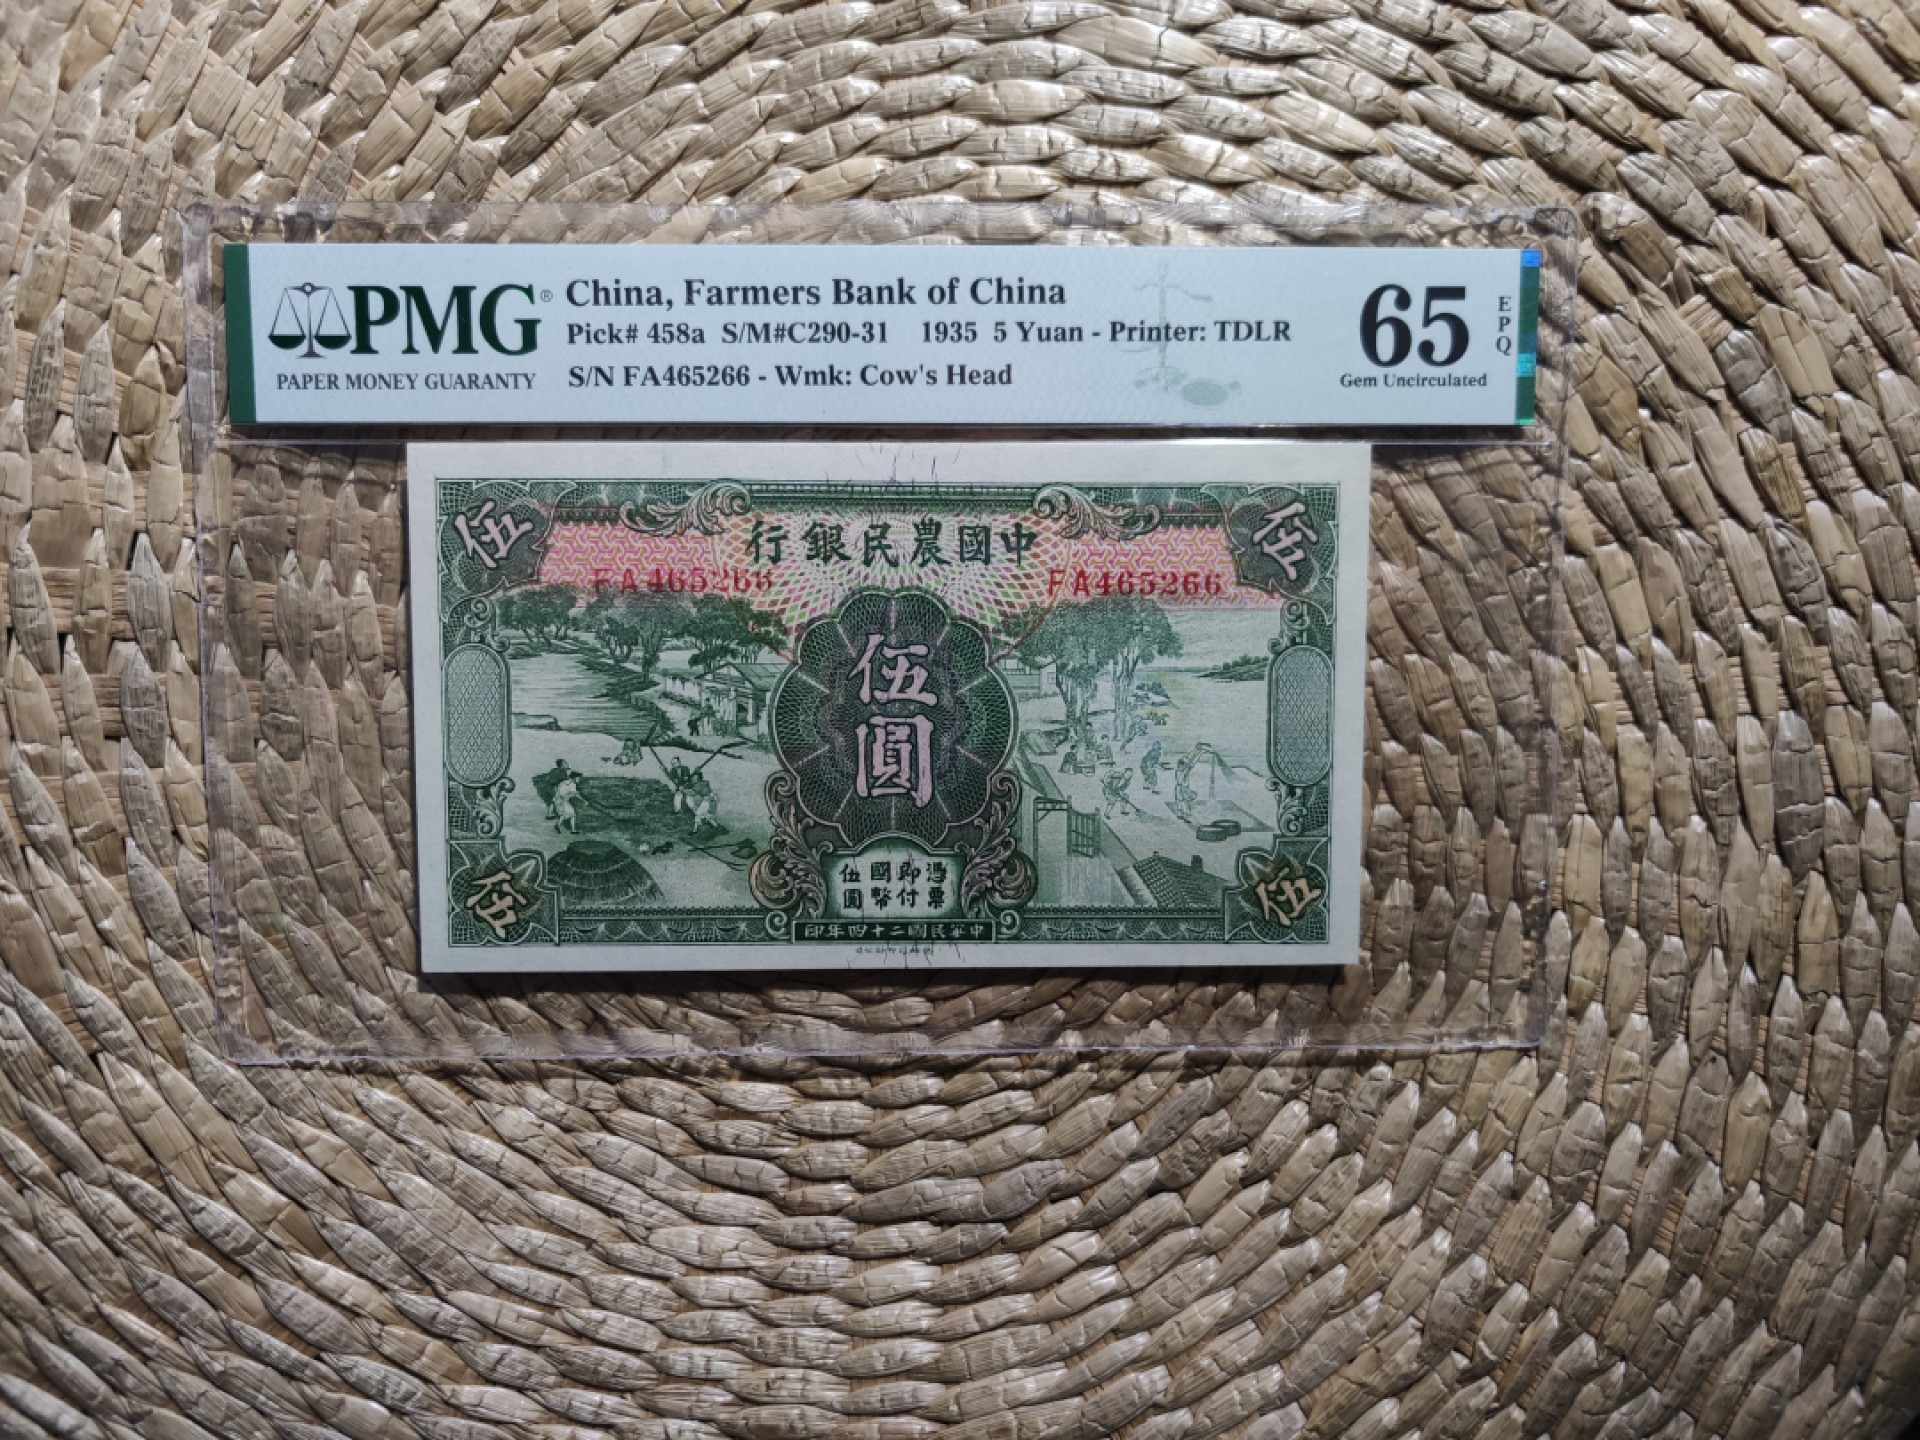 PMG®
PAPER MONEY GUARANTY
China, Farmers Bank of China
Pick# 458a S/M#C290-31 1935 5 Yuan - Printer: TDLR
S/N FA465266 - Wmk: Cow's Head
65
EPQ
Gem Uncirculated
伍
中國農民銀行
伍
FA465266
FA465266
伍圓
憑票即付國幣伍圓
伍
伍
中華民國二十四年印